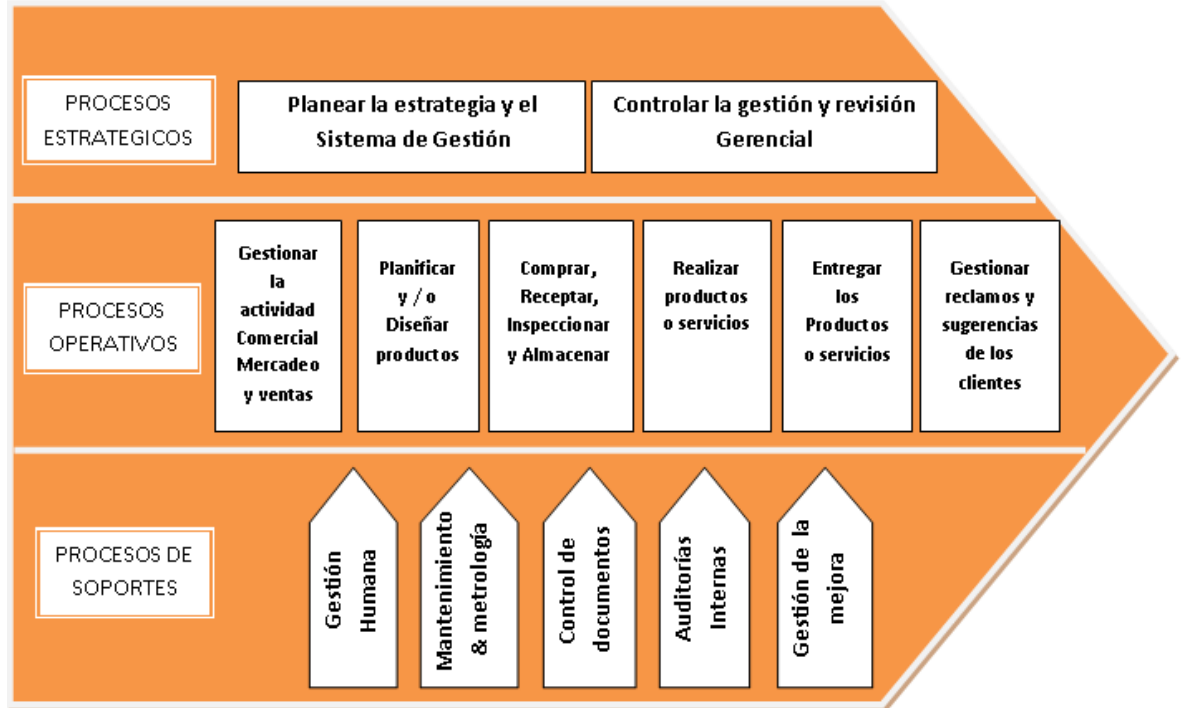 PROCESOS
ESTRATEGICOS
Planear la estrategia y el
Sistema de Gestión
Controlar la gestión y revisión
Gerencial
PROCESOS
OPERATIVOS
Gestionar
la
actividad
Comercial
Mercadeo
y ventas
Planificar
y / o
Diseñar
productos
Comprar,
Receptar,
Inspeccionar
y Almacenar
Realizar
productos
o servicios
Entregar
los
Productos
o servicios
Gestionar
reclamos y
sugerencias
de los
clientes
PROCESOS DE
SOPORTES
Gestión
Humana
Mantenimiento
& metrología
Control de
documentos
Auditorías
Internas
Gestión de la
mejora